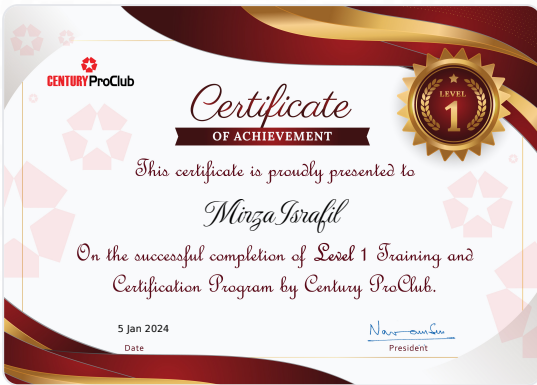 CENTURY ProClub
LEVEL
1
Certificate
OF ACHIEVEMENT
This certificate is proudly presented to
Mirza Israfil
On the successful completion of Level 1 Training and
Certification Program by Century ProClub.
5 Jan 2024
Date
President